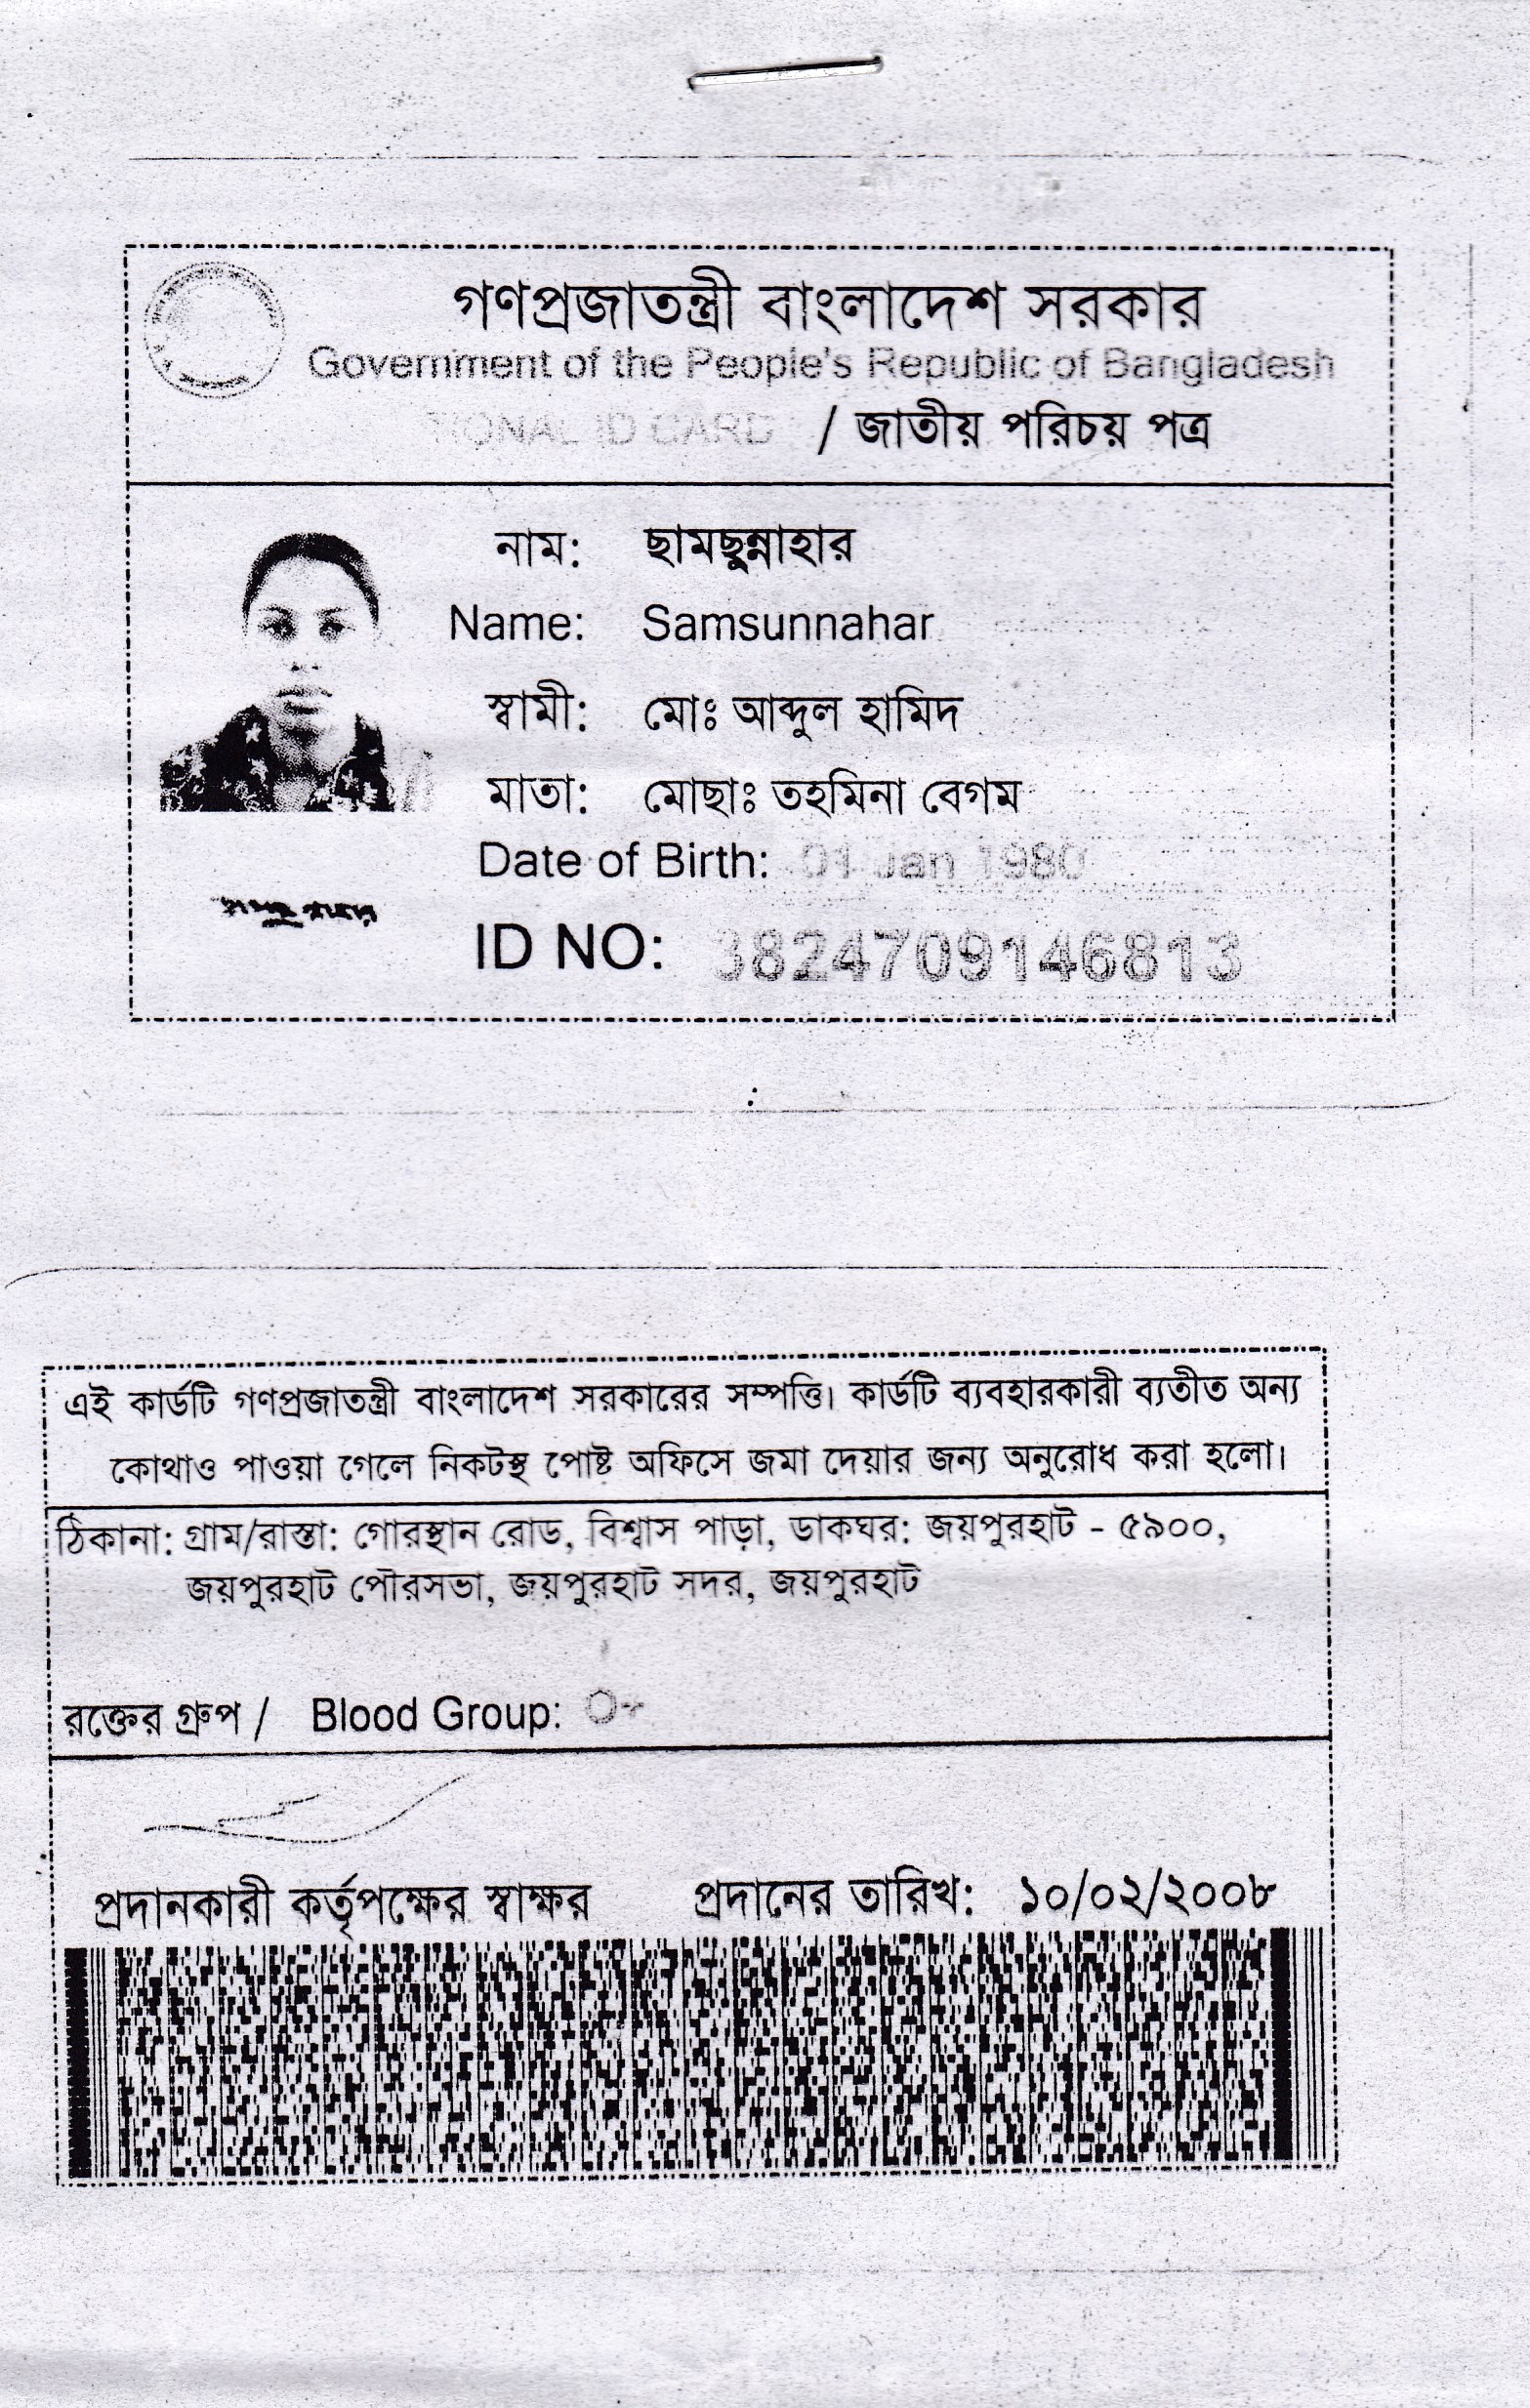 গণপ্রজাতন্ত্রী বাংলাদেশ সরকার
Government of the People's Republic of Bangladesh
TIONAL ID CARD / জাতীয় পরিচয় পত্র
নাম: ছামছুন্নাহার
Name: Samsunnahar
স্বামী: মোঃ আব্দুল হামিদ
মাতা: মোছাঃ তহমিনা বেগম
Date of Birth: 01 Jan 1980
ID NO: 3824709146813
এই কার্ডটি গণপ্রজাতন্ত্রী বাংলাদেশ সরকারের সম্পত্তি। কার্ডটি ব্যবহারকারী ব্যতীত অন্য
কোথাও পাওয়া গেলে নিকটস্থ পোষ্ট অফিসে জমা দেয়ার জন্য অনুরোধ করা হলো।
ঠিকানা: গ্রাম/রাস্তা: গোরস্থান রোড, বিশ্বাস পাড়া, ডাকঘর: জয়পুরহাট - ৫৯০০,
জয়পুরহাট পৌরসভা, জয়পুরহাট সদর, জয়পুরহাট
রক্তের গ্রুপ / Blood Group: O+
প্রদানকারী কর্তৃপক্ষের স্বাক্ষর প্রদানের তারিখ: ১০/০২/২০০৮